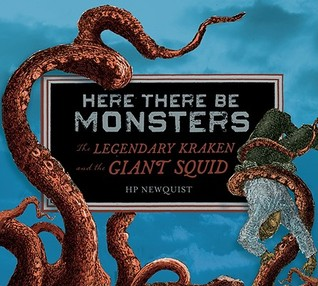 HERE THERE BE
MONSTERS
The LEGENDARY KRAKEN
and the GIANT SQUID
HP NEWQUIST